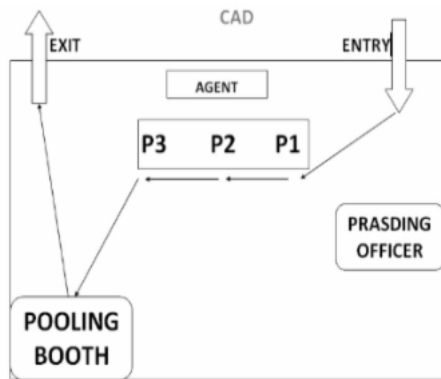 CAD
EXIT
ENTRY
AGENT
P3 P2 P1
PRASDING
OFFICER
POOLING
BOOTH